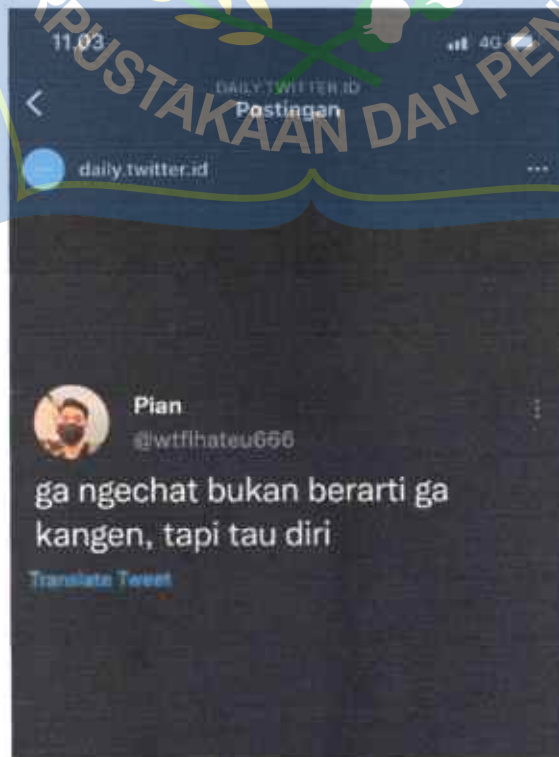 11.03
4G
DAILY.TWITTER.ID
Postingan
PUSTAKAAN DAN PEN
daily.twitter.id
Pian
@wtfihateu666
ga ngechat bukan berarti ga
kangen, tapi tau diri
Translate Tweet